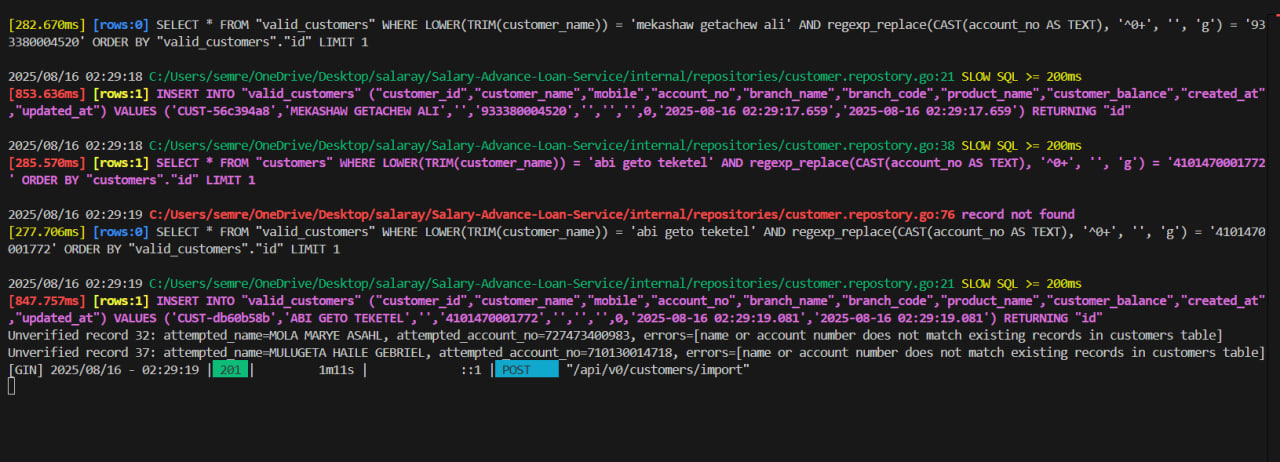 [282.670ms] [rows:0] SELECT * FROM "valid_customers" WHERE LOWER(TRIM(customer_name)) = 'mekashaw getachew ali' AND regexp_replace(CAST(account_no AS TEXT), '^0+', '', 'g') = '93
3380004520' ORDER BY "valid_customers"."id" LIMIT 1
2025/08/16 02:29:18 C:/Users/semre/OneDrive/Desktop/salaray/Salary-Advance-Loan-Service/internal/repositories/customer.repostory.go:21 SLOW SQL >= 200ms
[853.636ms] [rows:1] INSERT INTO "valid_customers" ("customer_id","customer_name","mobile","account_no","branch_name","branch_code","product_name","customer_balance","created_at"
,"updated_at") VALUES ('CUST-56c394a8','MEKASHAW GETACHEW ALI','','933380004520','','','',0,'2025-08-16 02:29:17.659','2025-08-16 02:29:17.659') RETURNING "id"
2025/08/16 02:29:18 C:/Users/semre/OneDrive/Desktop/salaray/Salary-Advance-Loan-Service/internal/repositories/customer.repostory.go:38 SLOW SQL >= 200ms
[285.570ms] [rows:1] SELECT * FROM "customers" WHERE LOWER(TRIM(customer_name)) = 'abi geto teketel' AND regexp_replace(CAST(account_no AS TEXT), '^0+', '', 'g') = '4101470001772
' ORDER BY "customers"."id" LIMIT 1
2025/08/16 02:29:19 C:/Users/semre/OneDrive/Desktop/salaray/Salary-Advance-Loan-Service/internal/repositories/customer.repostory.go:76 record not found
[277.706ms] [rows:0] SELECT * FROM "valid_customers" WHERE LOWER(TRIM(customer_name)) = 'abi geto teketel' AND regexp_replace(CAST(account_no AS TEXT), '^0+', '', 'g') = '4101470
001772' ORDER BY "valid_customers"."id" LIMIT 1
2025/08/16 02:29:19 C:/Users/semre/OneDrive/Desktop/salaray/Salary-Advance-Loan-Service/internal/repositories/customer.repostory.go:21 SLOW SQL >= 200ms
[847.757ms] [rows:1] INSERT INTO "valid_customers" ("customer_id","customer_name","mobile","account_no","branch_name","branch_code","product_name","customer_balance","created_at"
,"updated_at") VALUES ('CUST-db60b58b','ABI GETO TEKETEL','','4101470001772','','','',0,'2025-08-16 02:29:19.081','2025-08-16 02:29:19.081') RETURNING "id"
Unverified record 32: attempted_name=MOLA MARYE ASAHL, attempted_account_no=727473400983, errors=[name or account number does not match existing records in customers table]
Unverified record 37: attempted_name=MULUGETA HAILE GEBRIEL, attempted_account_no=710130014718, errors=[name or account number does not match existing records in customers table]
[GIN] 2025/08/16 - 02:29:19 | 201 | 1m11s | ::1 | POST "/api/v0/customers/import"